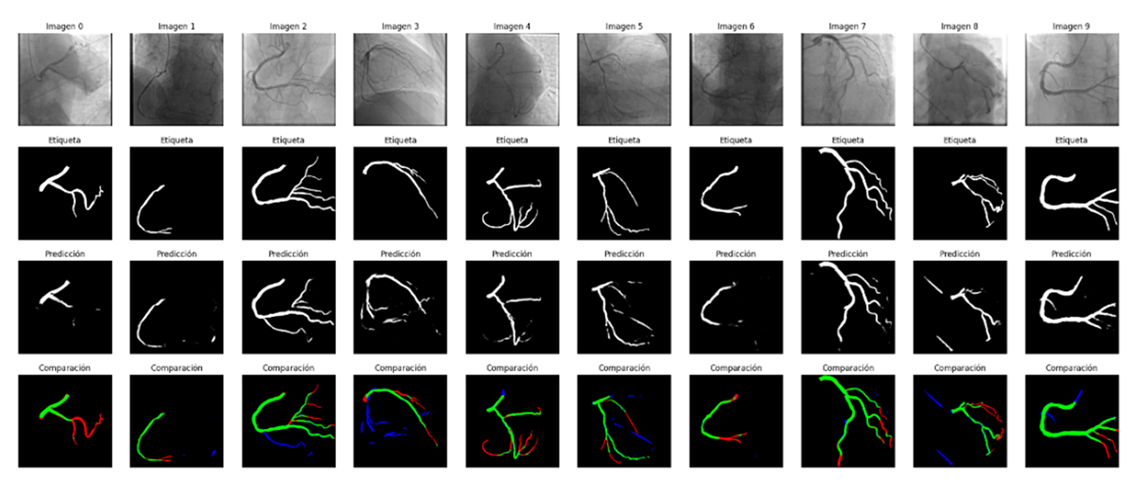 Imagen 0 Imagen 1 Imagen 2 Imagen 3 Imagen 4 Imagen 5 Imagen 6 Imagen 7 Imagen 8 Imagen 9
Etiqueta Etiqueta Etiqueta Etiqueta Etiqueta Etiqueta Etiqueta Etiqueta Etiqueta Etiqueta
Predicción Predicción Predicción Predicción Predicción Predicción Predicción Predicción Predicción Predicción
Comparación Comparación Comparación Comparación Comparación Comparación Comparación Comparación Comparación Comparación